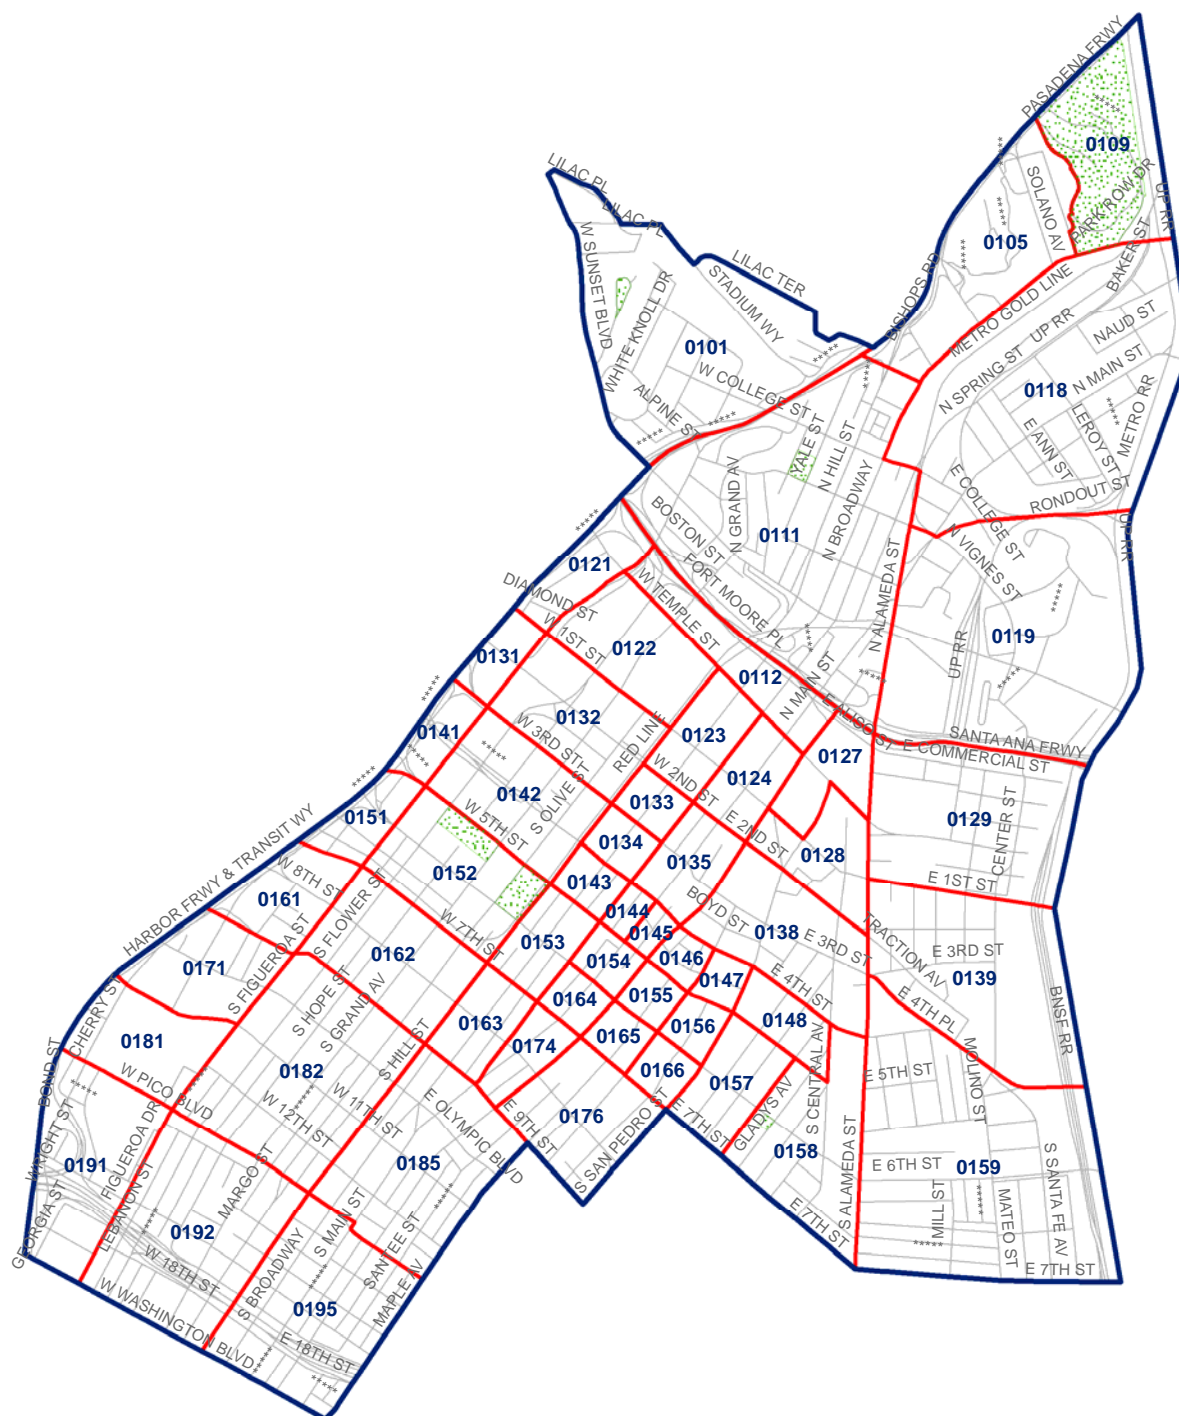 PASADENA FRWY
*****
0109
PARK ROW DR
UP RR
SOLANO AV
*****
*****
*****
0105
BAKER ST
LILAC PL
LILAC PL
LILAC TER
W SUNSET BLVD
WHITE KNOLL DR
STADIUM WY
BISHOPS RD
METRO GOLD LINE
UP RR
NAUD ST
N SPRING ST
N MAIN ST
0101
*****
*****
W COLLEGE ST
ALPINE ST
*****
*****
0118
LEROY ST
*****
METRO RR
E ANN ST
YALE ST
N HILL ST
N GRAND AV
N BROADWAY
E COLLEGE ST
RONDOUT ST
UP RR
BOSTON ST
0111
N VIGNES ST
*****
*****
0121
FORT MOORE PL
W TEMPLE ST
N ALAMEDA ST
DIAMOND ST
W 1ST ST
0122
*****
0119
UP RR
*****
0131
0112
N MAIN ST
*****
*****
0132
0141
*****
*****
W 3RD ST
RED LINE
0123
E ALISO ST
SANTA ANA FRWY
E COMMERCIAL ST
0127
W 2ND ST
0124
*****
0142
S OLIVE ST
0133
0151
W 5TH ST
0134
E 2ND ST
0129
CENTER ST
HARBOR FRWY & TRANSIT WY
0128
0135
0152
0143
E 1ST ST
W 8TH ST
0161
S FLOWER ST
0144
BOYD ST
TRACTION AV
0145
0138
E 3RD ST
E 3RD ST
W 7TH ST
0153
0154
0146
0162
0171
S FIGUEROA ST
0147
E 4TH ST
0139
CHERRY ST
S HOPE ST
S GRAND AV
0164
0155
E 4TH PL
BNSF RR
0163
0156
0148
0165
0174
0181
BOND ST
S HILL ST
S CENTRAL AV
MOLINO ST
0182
*****
0166
0157
E 5TH ST
W PICO BLVD
*****
*****
W 12TH ST
W 11TH ST
E OLYMPIC BLVD
E 9TH ST
0176
S SAN PEDRO ST
E 7TH ST
GLADYS AV
WRIGHT ST
FIGUEROA DR
0158
0191
MARGO ST
0185
E 6TH ST
0159
S ALAMEDA ST
S SANTA FE AV
GEORGIA ST
LEBANON ST
*****
*****
MILL ST
*****
MATEO ST
0192
S MAIN ST
SANTEE ST
E 7TH ST
*****
E 7TH ST
W 18TH ST
S BROADWAY
*****
MAPLE AV
0195
W WASHINGTON BLVD
E 18TH ST
*****
*****